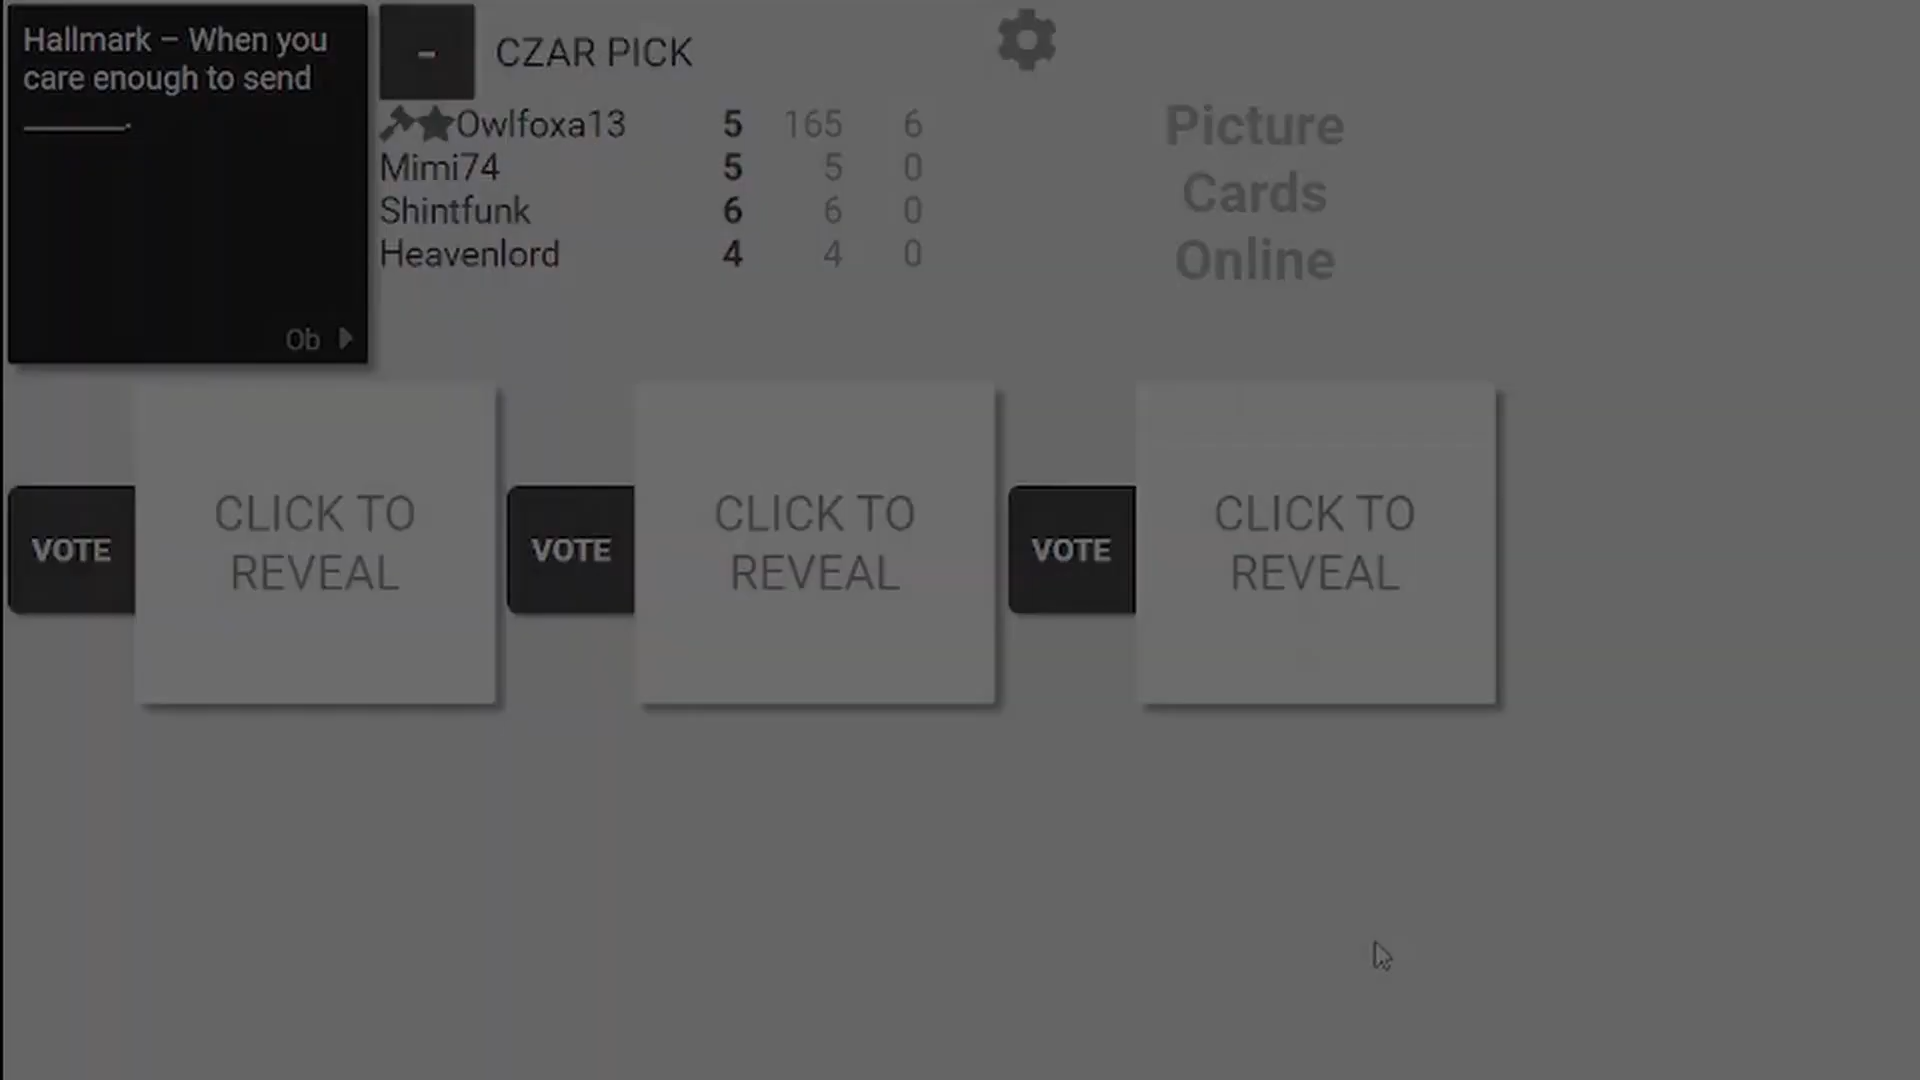 Hallmark – When you
care enough to send
______.
Ob
-
CZAR PICK
Owlfoxa13 5 165 6
Mimi74 5 5 0
Shintfunk 6 6 0
Heavenlord 4 4 0
Picture
Cards
Online
VOTE
CLICK TO
REVEAL
VOTE
CLICK TO
REVEAL
VOTE
CLICK TO
REVEAL